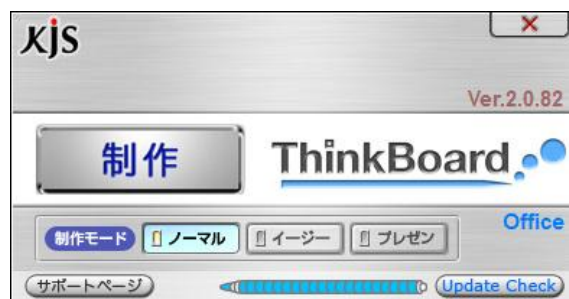 KJS
Ver.2.0.82
制作
ThinkBoard
Office
制作モード ノーマル イージー プレゼン
サポートページ Update Check